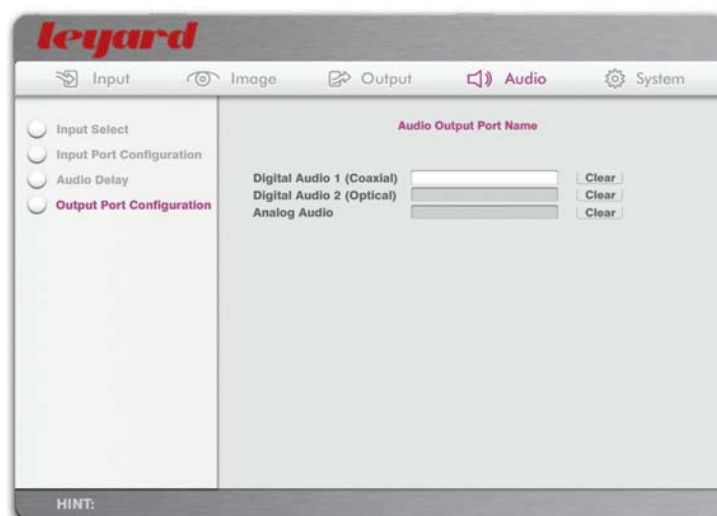 leyard
Input Image Output Audio System
Input Select
Input Port Configuration
Audio Delay
Output Port Configuration
Audio Output Port Name
Digital Audio 1 (Coaxial) Clear
Digital Audio 2 (Optical) Clear
Analog Audio Clear
HINT: